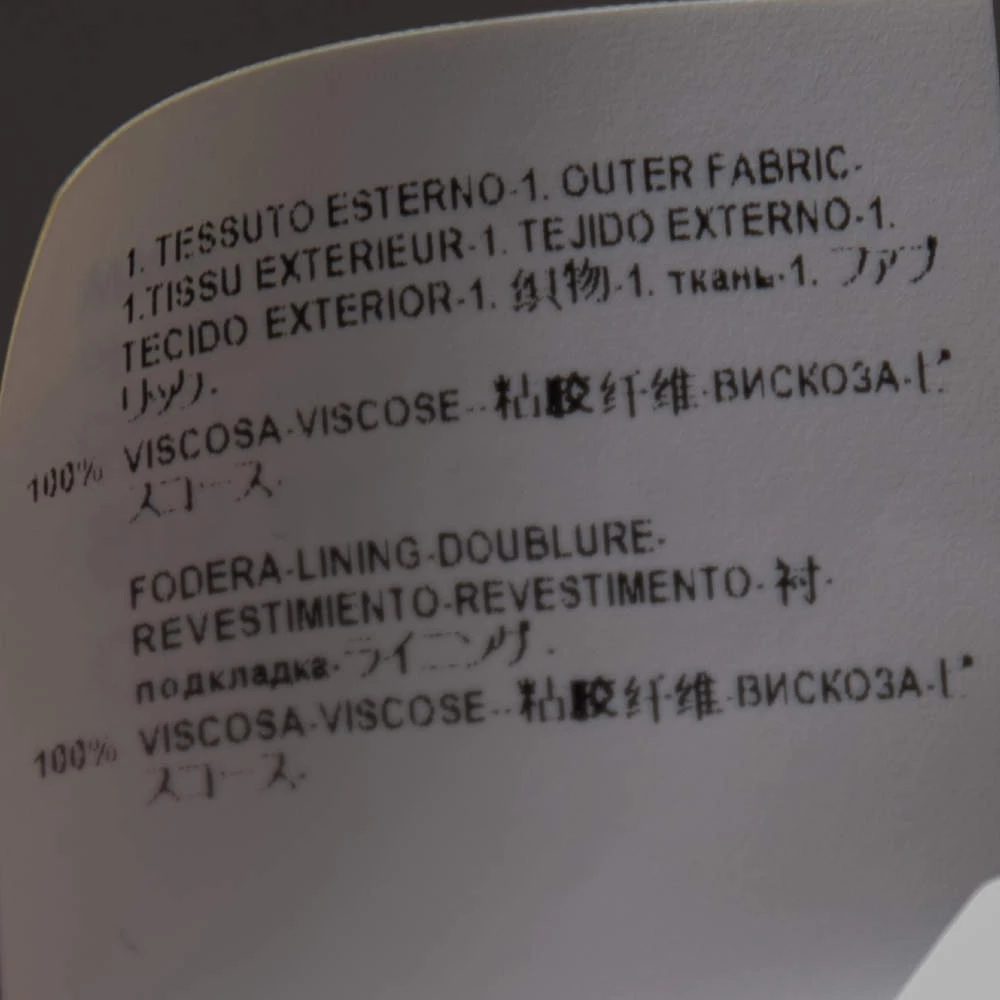 1. TESSUTO ESTERNO-1. OUTER FABRIC-
1.TISSU EXTERIEUR-1. TEJIDO EXTERNO-1.
TECIDO EXTERIOR-1. 织物-1. ткань-1. ファブ
リック.
100% VISCOSA-VISCOSE--粘胶纤维-ВИСКОЗА-ビ
スコース.
FODERA-LINING-DOUBLURE-
REVESTIMIENTO-REVESTIMENTO-衬-
подкладка-ライニング.
100% VISCOSA-VISCOSE--粘胶纤维-ВИСКОЗА-ビ
スコース.